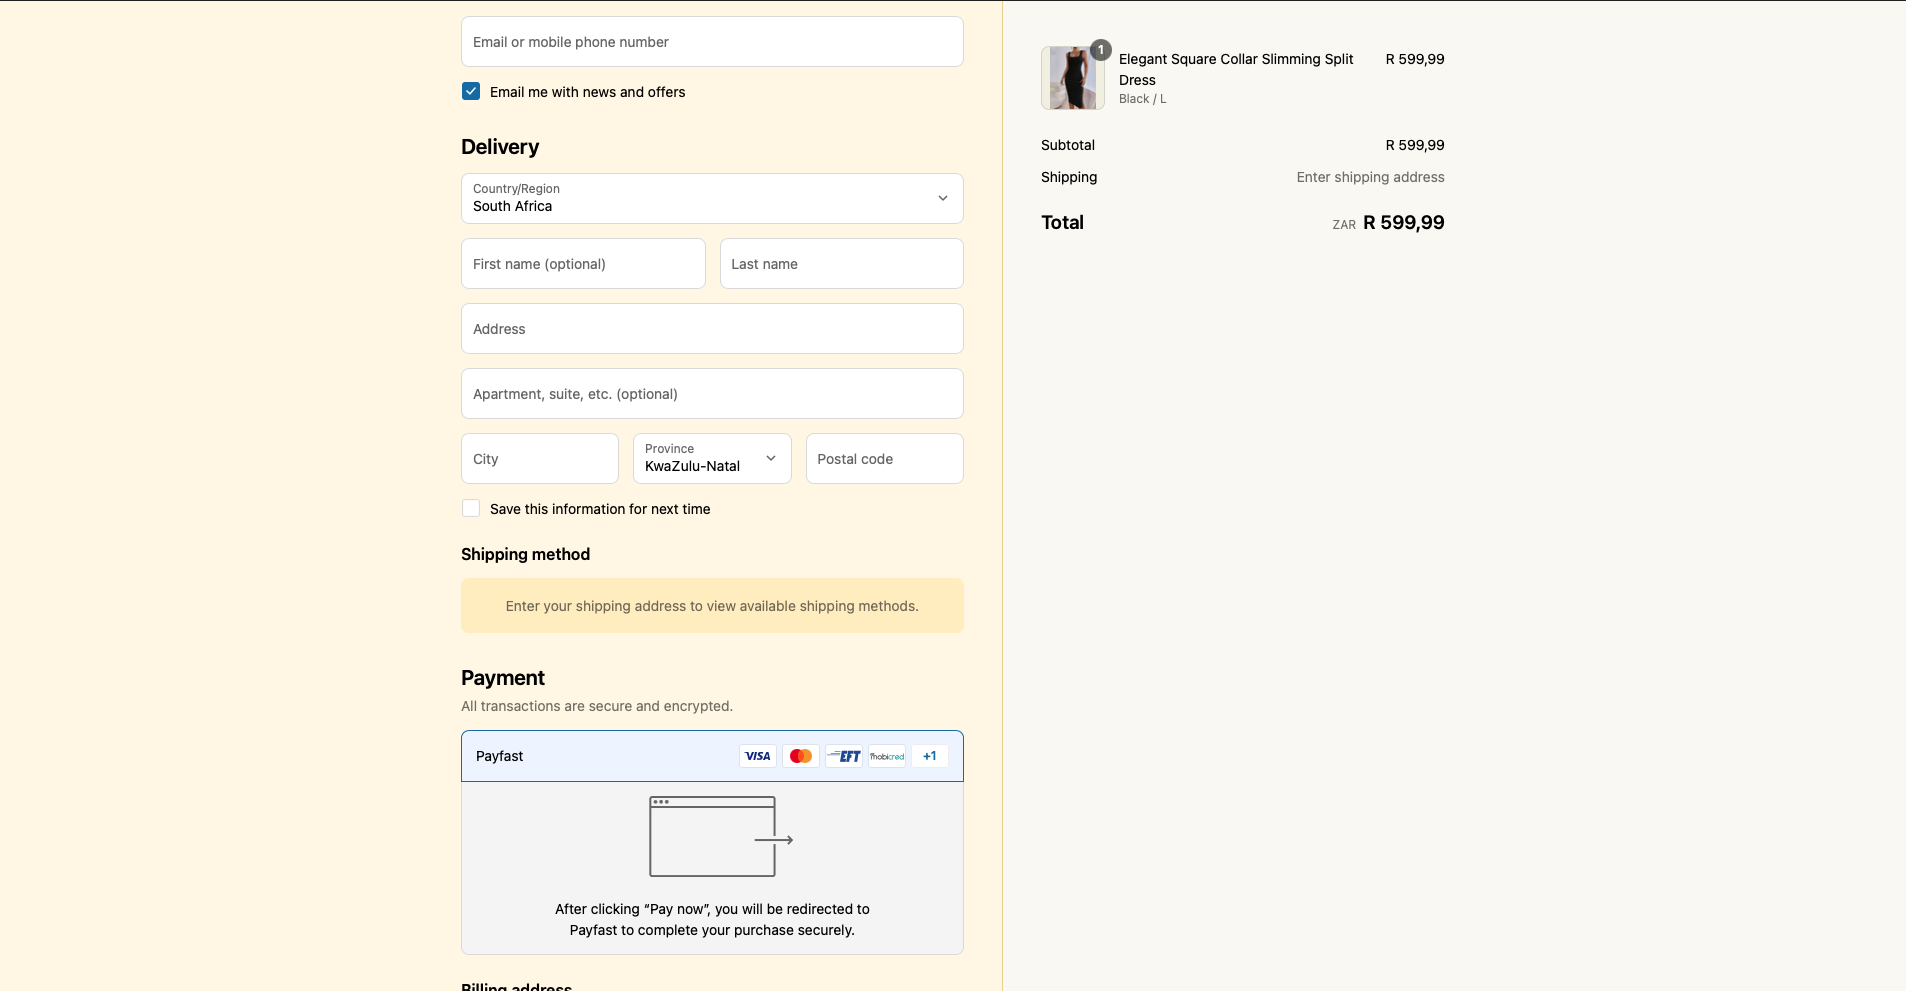 Email or mobile phone number
Email me with news and offers
Delivery
Country/Region
South Africa
First name (optional)
Last name
Address
Apartment, suite, etc. (optional)
City
Province
KwaZulu-Natal
Postal code
Save this information for next time
Shipping method
Enter your shipping address to view available shipping methods.
Payment
All transactions are secure and encrypted.
Payfast
VISA
EFT
mobicred
+1
After clicking “Pay now”, you will be redirected to
Payfast to complete your purchase securely.
Billing address
1
Elegant Square Collar Slimming Split
Dress
R 599,99
Black / L
Subtotal
R 599,99
Shipping
Enter shipping address
Total
ZAR R 599,99